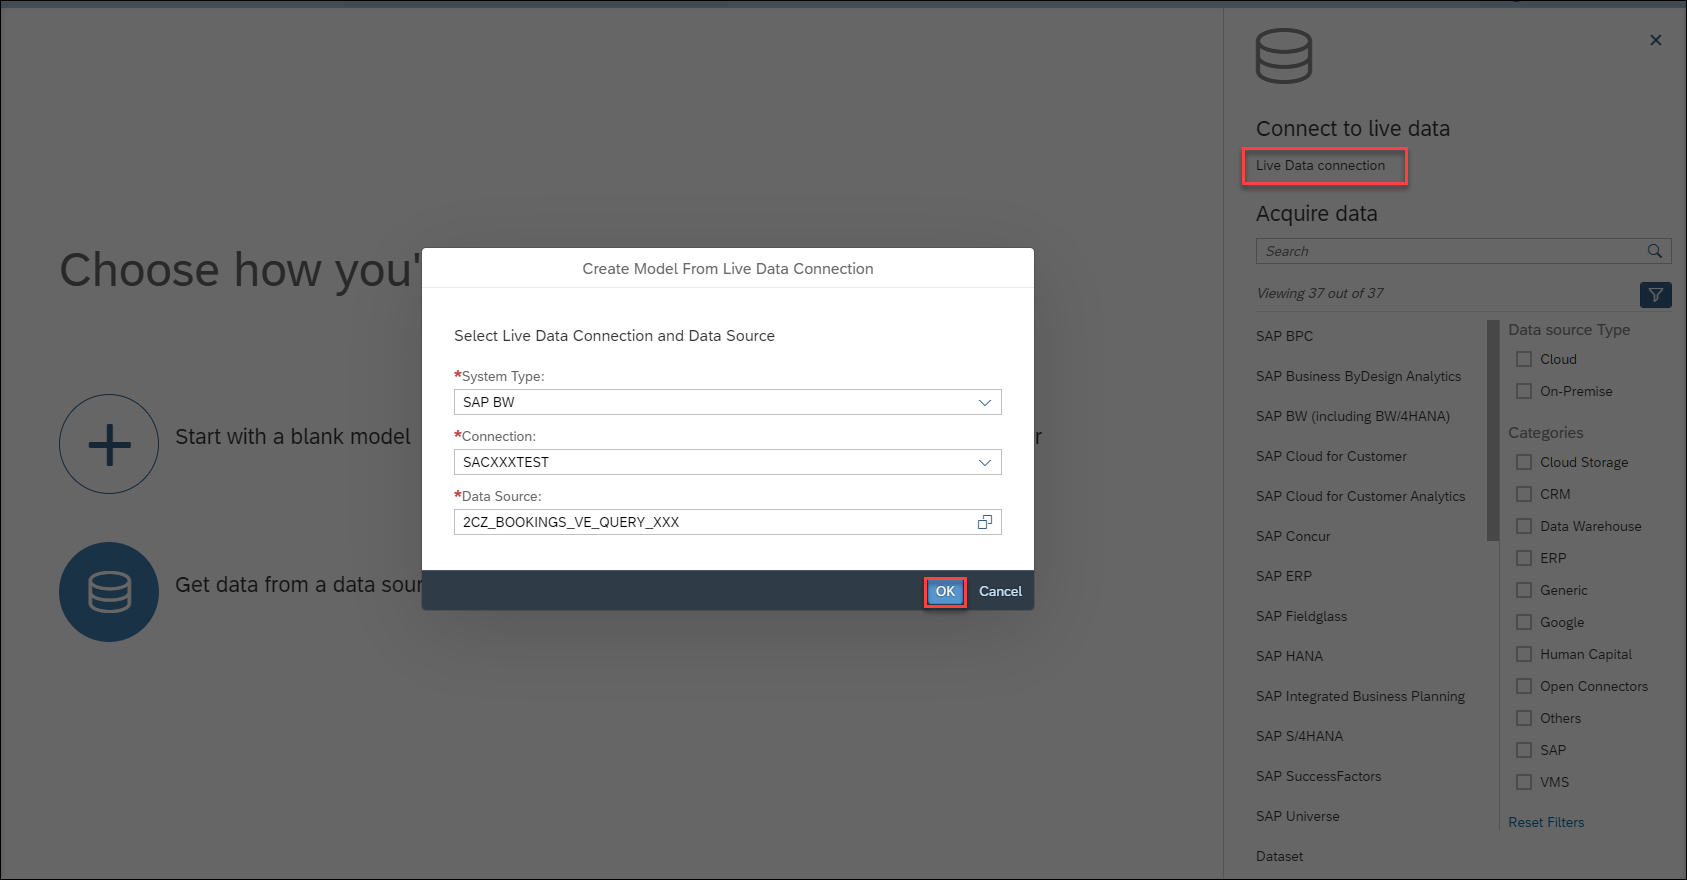 Choose how you'
Start with a blank model
r
Get data from a data sour
Create Model From Live Data Connection
Select Live Data Connection and Data Source
*System Type:
SAP BW
*Connection:
SACXXXTEST
*Data Source:
2CZ_BOOKINGS_VE_QUERY_XXX
OK Cancel
Connect to live data
Live Data connection
Acquire data
Search
Viewing 37 out of 37
SAP BPC
SAP Business ByDesign Analytics
SAP BW (including BW/4HANA)
SAP Cloud for Customer
SAP Cloud for Customer Analytics
SAP Concur
SAP ERP
SAP Fieldglass
SAP HANA
SAP Integrated Business Planning
SAP S/4HANA
SAP SuccessFactors
SAP Universe
Dataset
Data source Type
Cloud
On-Premise
Categories
Cloud Storage
CRM
Data Warehouse
ERP
Generic
Google
Human Capital
Open Connectors
Others
SAP
VMS
Reset Filters